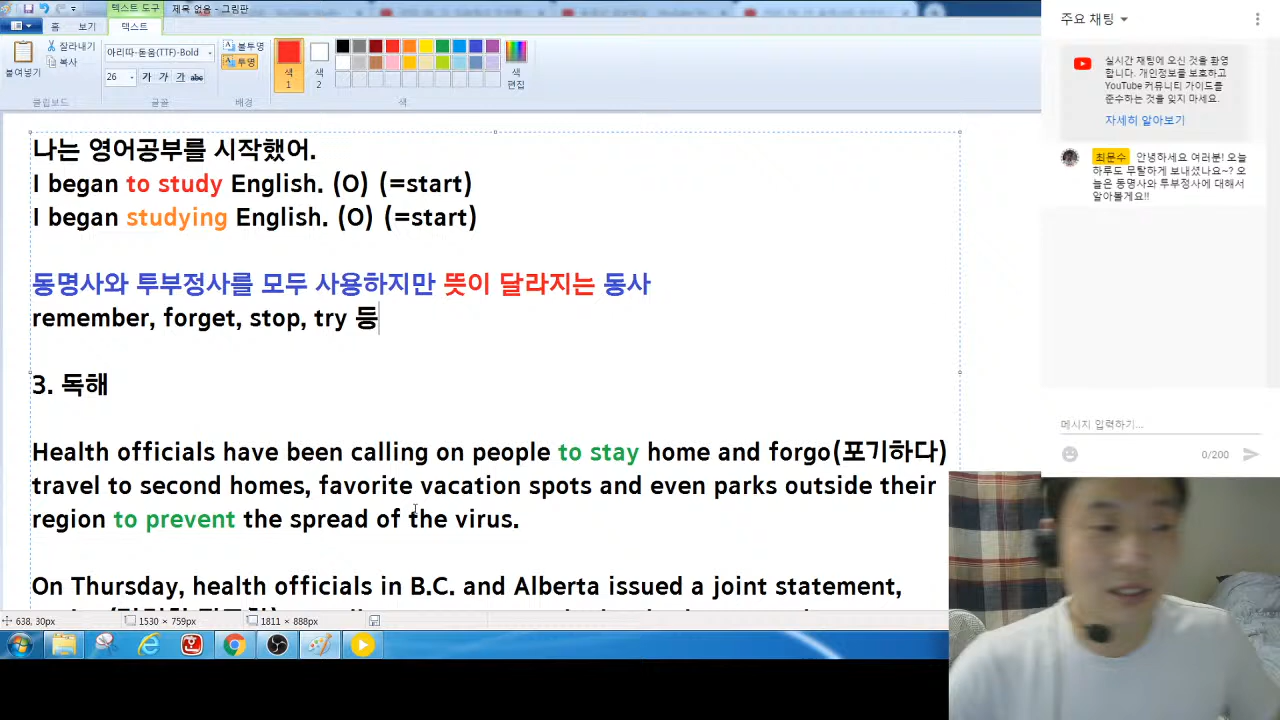 텍스트 도구
제목 없음 - 그림판
홈
보기
텍스트
붙여넣기
잘라내기
복사
아리따-돋움(TTF)-Bold
26
가 가 가 abc
불투명
투명
색
1
색
2
색
편집
클립보드
글꼴
배경
색
나는 영어공부를 시작했어.
I began to study English. (O) (=start)
I began studying English. (O) (=start)
동명사와 투부정사를 모두 사용하지만 뜻이 달라지는 동사
remember, forget, stop, try 등
3. 독해
Health officials have been calling on people to stay home and forgo(포기하다)
travel to second homes, favorite vacation spots and even parks outside their
region to prevent the spread of the virus.
On Thursday, health officials in B.C. and Alberta issued a joint statement,
638, 30px
1530 × 759px
1811 × 888px
주요 채팅
실시간 채팅에 오신 것을 환영
합니다. 개인정보를 보호하고
YouTube 커뮤니티 가이드를
준수하는 것을 잊지 마세요.
자세히 알아보기
최문수 안녕하세요 여러분! 오늘
하루도 무탈하게 보내셨나요~? 오
늘은 동명사와 투부정사에 대해서
알아볼게요!!
메시지 입력하기...
0/200